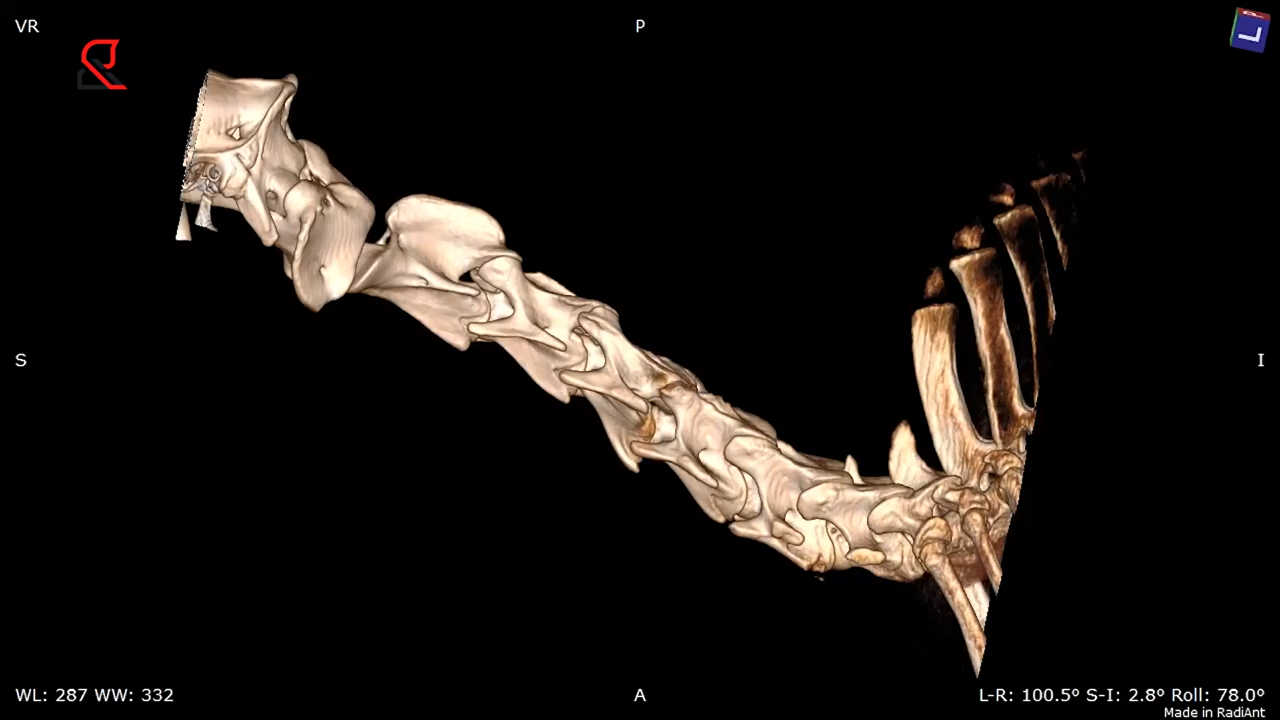 VR
P
L
S
I
A
WL: 287 WW: 332
L-R: 100.5° S-I: 2.8° Roll: 78.0°
Made in RadiAnt